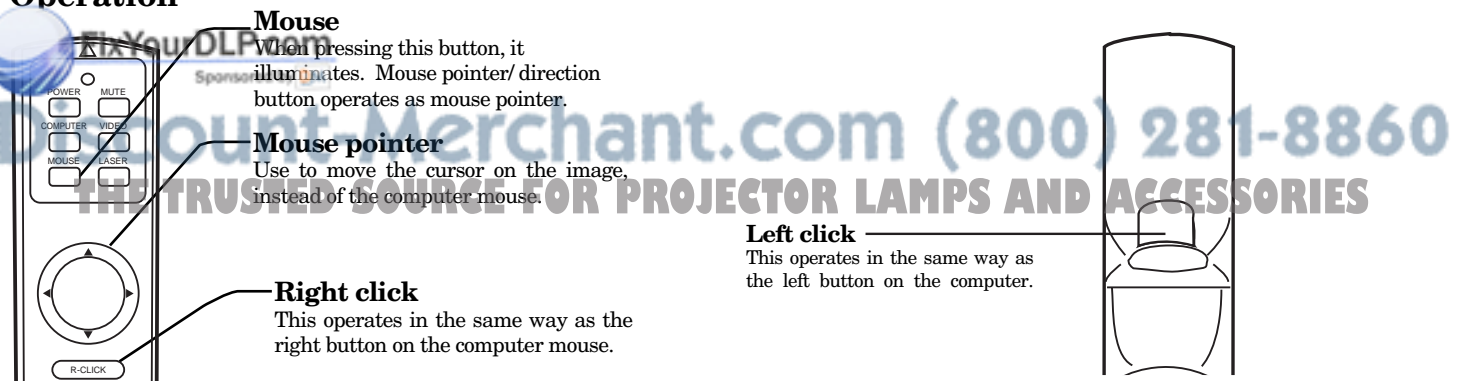 Operation
Mouse
When pressing this button, it
illuminates. Mouse pointer/ direction
button operates as mouse pointer.
FixYourDLP.com
Sponsored by
POWER MUTE
COMPUTER VIDEO
MOUSE LASER
Discount-Merchant.com (800) 281-8860
THE TRUSTED SOURCE FOR PROJECTOR LAMPS AND ACCESSORIES
Mouse pointer
Use to move the cursor on the image,
instead of the computer mouse.
Left click
This operates in the same way as
the left button on the computer.
Right click
This operates in the same way as the
right button on the computer mouse.
R-CLICK